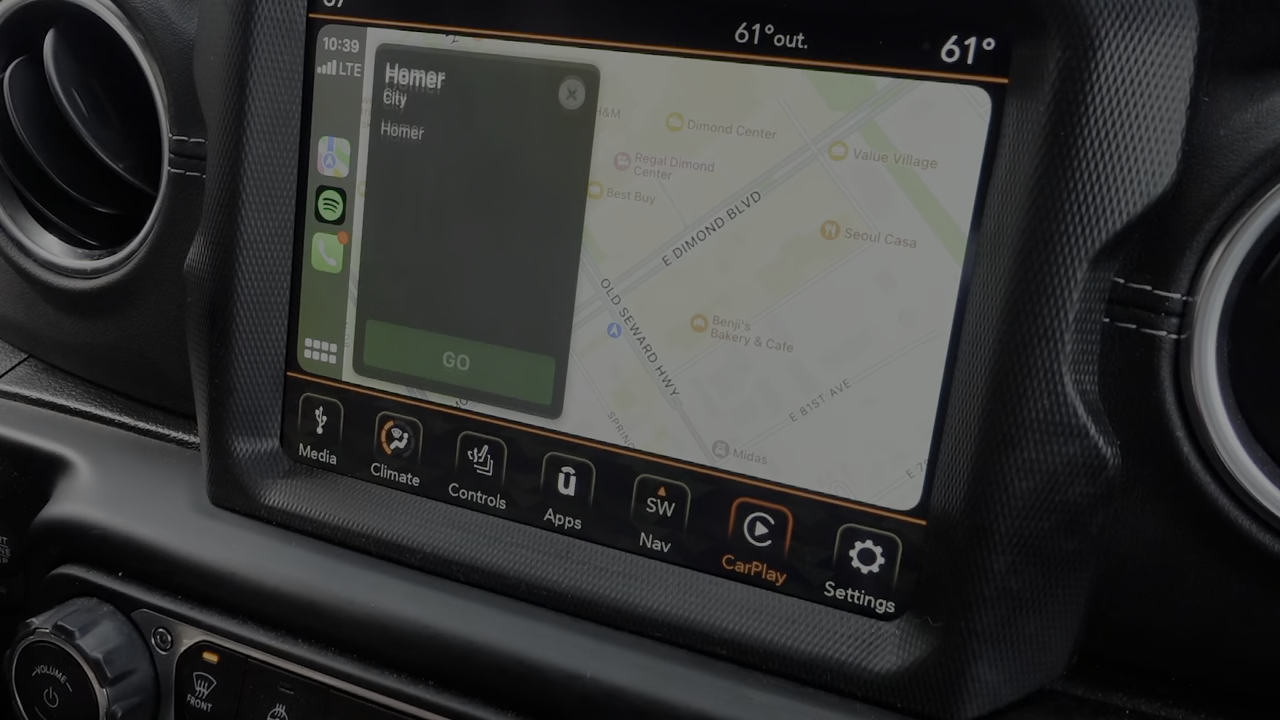 61°out.
61°
10:39
LTE
Homer
City
Homer
H&M
Dimond Center
Regal Dimond
Center
Value Village
Best Buy
E DIMOND BLVD
Seoul Casa
OLD SEWARD HWY
Benji's
Bakery & Cafe
GO
E 81ST AVE
Midas
Media
Climate
Controls
Apps
SW
Nav
CarPlay
Settings
VOLUME
FRONT